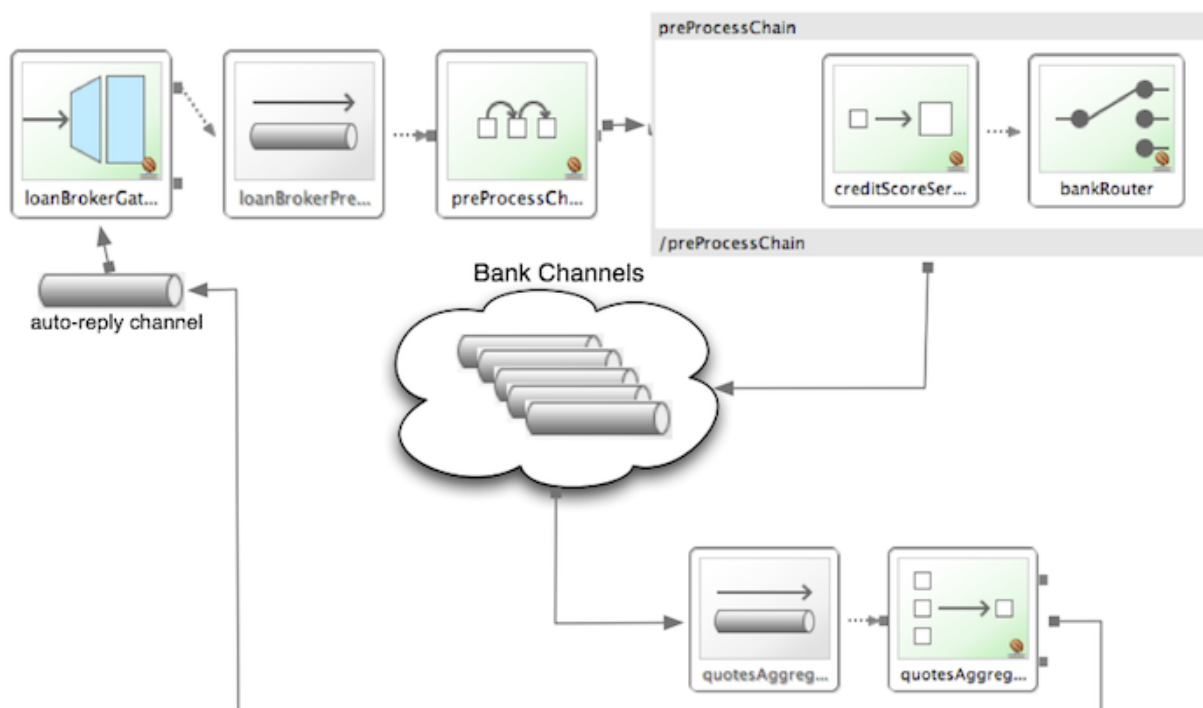 preProcessChain
loanBrokerGat...
loanBrokerPre...
preProcessCh...
creditScoreSer...
bankRouter
/preProcessChain
Bank Channels
auto-reply channel
quotesAggreg...
quotesAggreg...